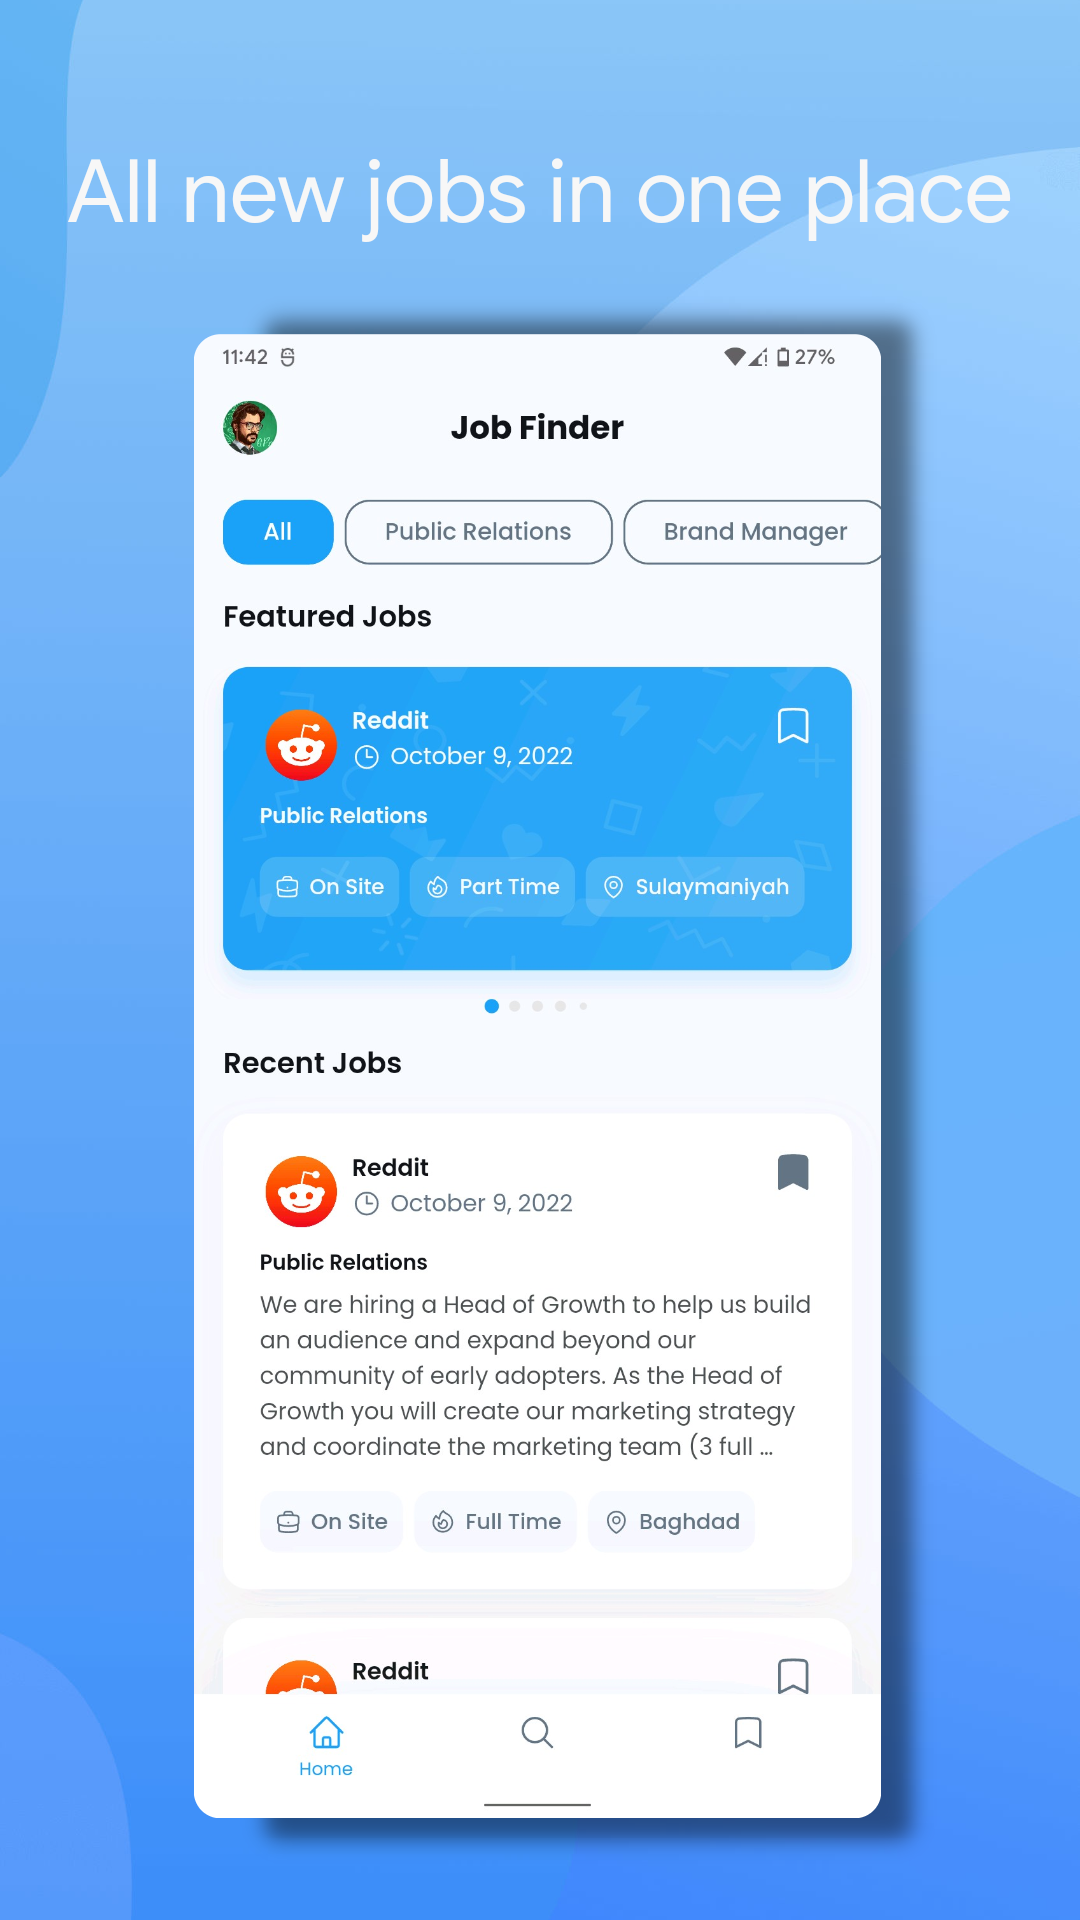 All new jobs in one place
11:42
27%
Job Finder
All
Public Relations
Brand Manager
Featured Jobs
Reddit
October 9, 2022
Public Relations
On Site
Part Time
Sulaymaniyah
Recent Jobs
Reddit
October 9, 2022
Public Relations
We are hiring a Head of Growth to help us build
an audience and expand beyond our
community of early adopters. As the Head of
Growth you will create our marketing strategy
and coordinate the marketing team (3 full ...
On Site
Full Time
Baghdad
Reddit
Home